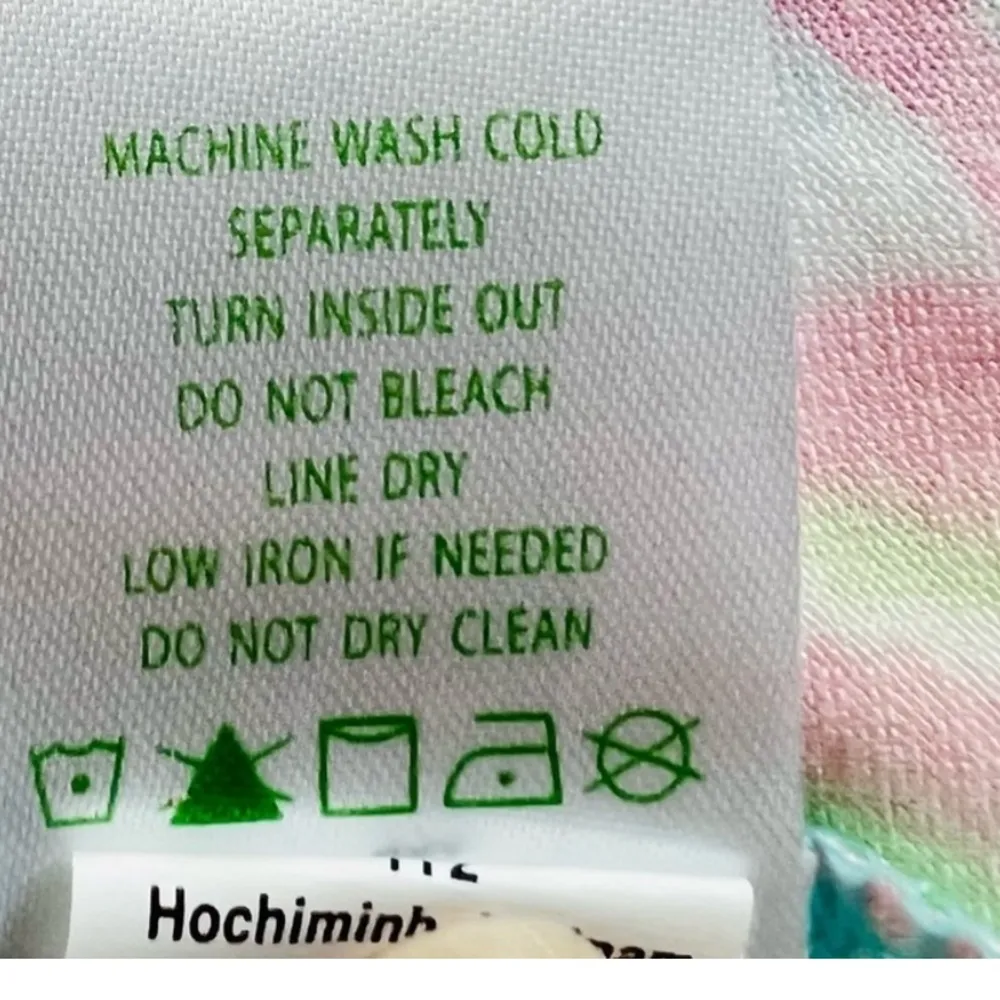 MACHINE WASH COLD
SEPARATELY
TURN INSIDE OUT
DO NOT BLEACH
LINE DRY
LOW IRON IF NEEDED
DO NOT DRY CLEAN
Hochiminh